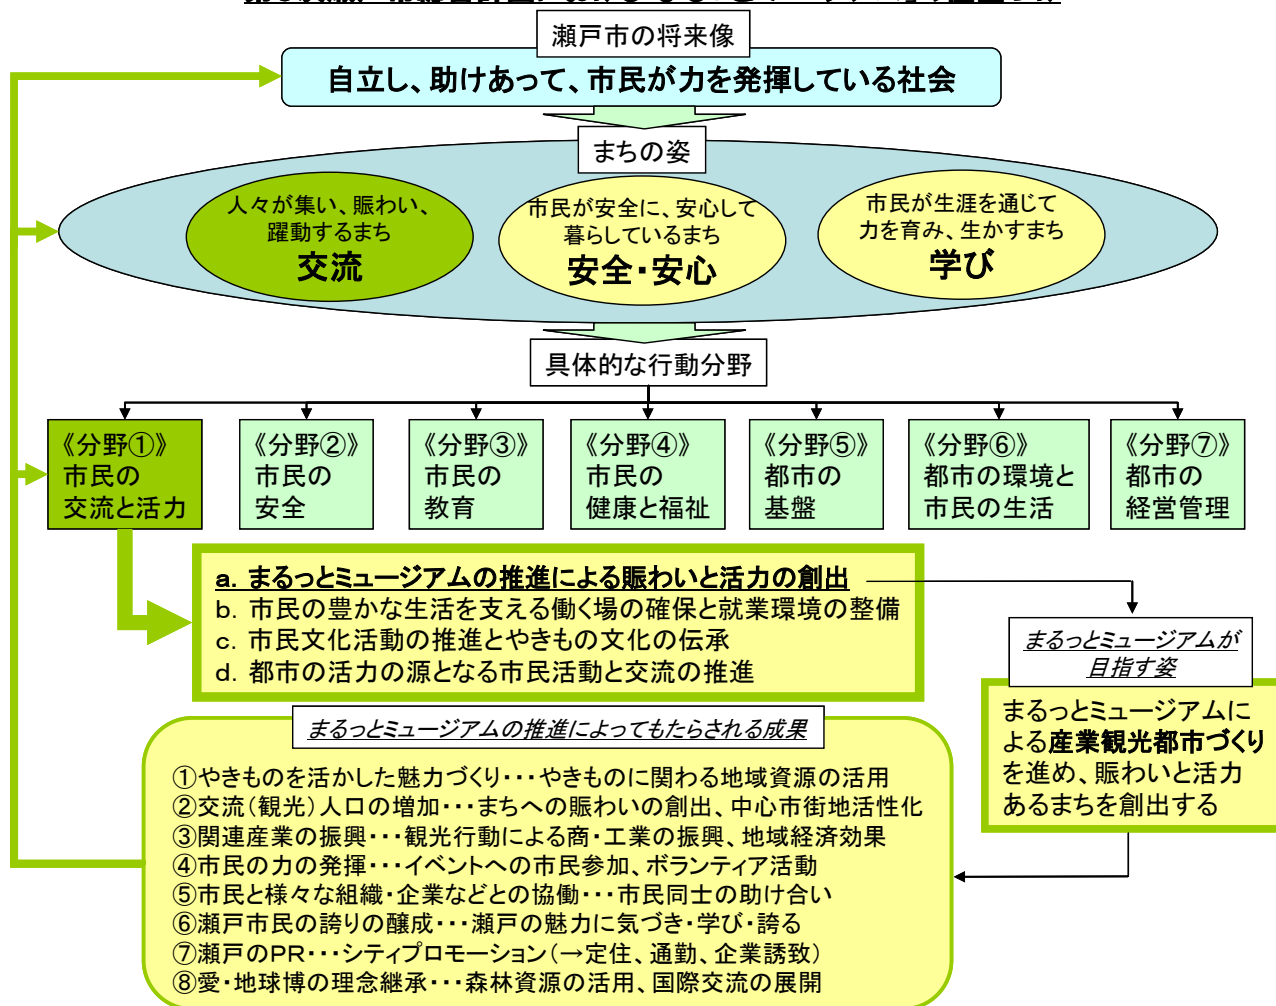 瀬戸市の将来像
自立し、助けあって、市民が力を発揮している社会
まちの姿
人々が集い、賑わい、
躍動するまち
交流
市民が安全に、安心して
暮らしているまち
安全・安心
市民が生涯を通じて
力を育み、生かすまち
学び
具体的な行動分野
《分野①》
市民の
交流と活力
《分野②》
市民の
安全
《分野③》
市民の
教育
《分野④》
市民の
健康と福祉
《分野⑤》
都市の
基盤
《分野⑥》
都市の環境と
市民の生活
《分野⑦》
都市の
経営管理
a．まるっとミュージアムの推進による賑わいと活力の創出
b．市民の豊かな生活を支える働く場の確保と就業環境の整備
c．市民文化活動の推進とやきもの文化の伝承
d．都市の活力の源となる市民活動と交流の推進
まるっとミュージアムが
目指す姿
まるっとミュージアムに
よる産業観光都市づくり
を進め、賑わいと活力
あるまちを創出する
まるっとミュージアムの推進によってもたらされる成果
①やきものを活かした魅力づくり・・・やきものに関わる地域資源の活用
②交流（観光）人口の増加・・・まちへの賑わいの創出、中心市街地活性化
③関連産業の振興・・・観光行動による商・工業の振興、地域経済効果
④市民の力の発揮・・・イベントへの市民参加、ボランティア活動
⑤市民と様々な組織・企業などとの協働・・・市民同士の助け合い
⑥瀬戸市民の誇りの醸成・・・瀬戸の魅力に気づき・学び・誇る
⑦瀬戸のＰＲ・・・シティプロモーション（→定住、通勤、企業誘致）
⑧愛・地球博の理念継承・・・森林資源の活用、国際交流の展開